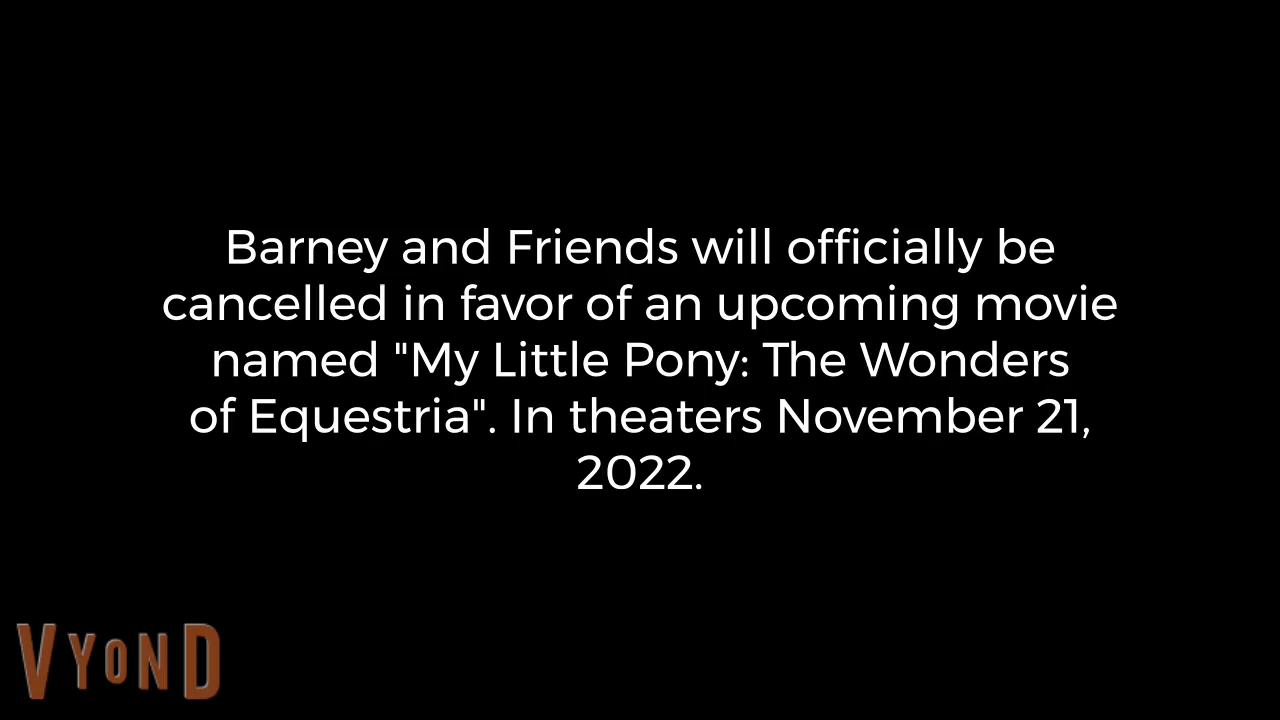 Barney and Friends will officially be
cancelled in favor of an upcoming movie
named "My Little Pony: The Wonders
of Equestria". In theaters November 21,
2022.
VYOND